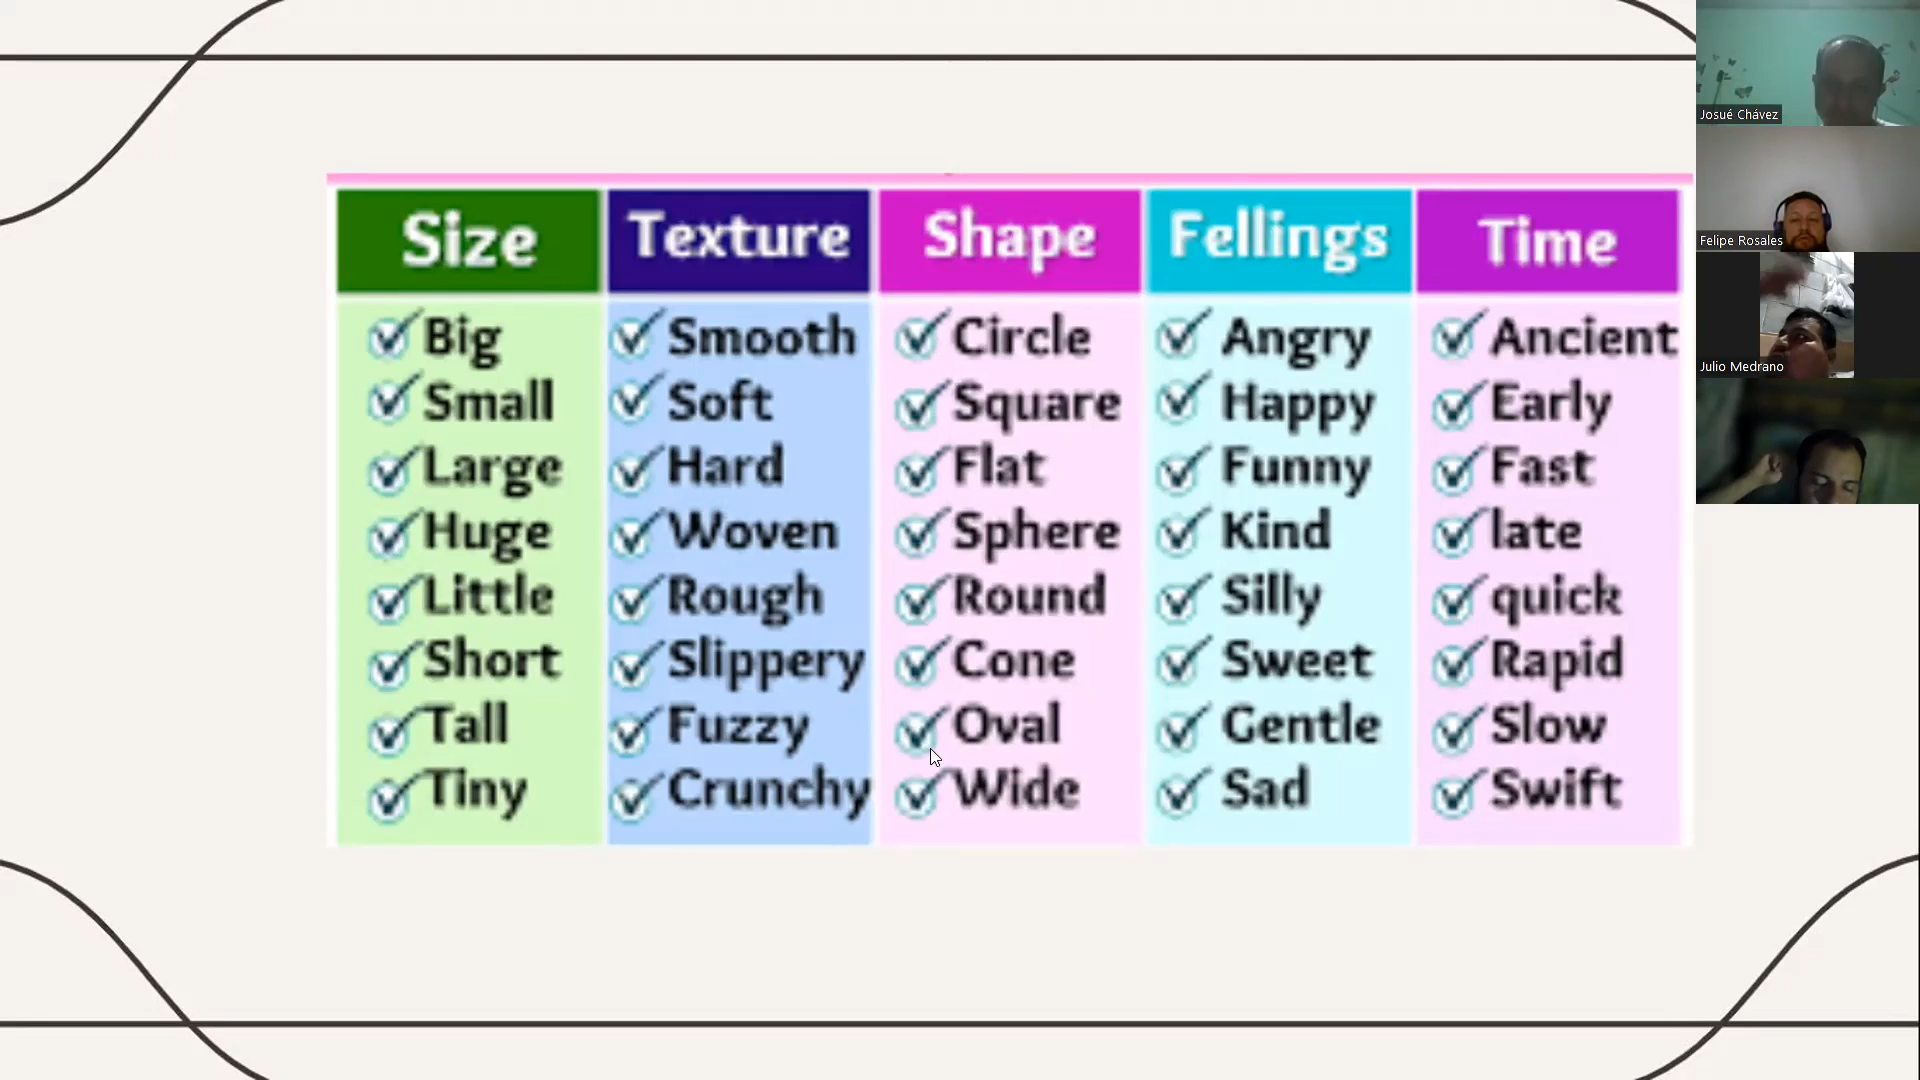 Size Texture Shape Fellings Time
Big Smooth Circle Angry Ancient
Small Soft Square Happy Early
Large Hard Flat Funny Fast
Huge Woven Sphere Kind late
Little Rough Round Silly quick
Short Slippery Cone Sweet Rapid
Tall Fuzzy Oval Gentle Slow
Tiny Crunchy Wide Sad Swift
Josué Chávez
Felipe Rosales
Julio Medrano